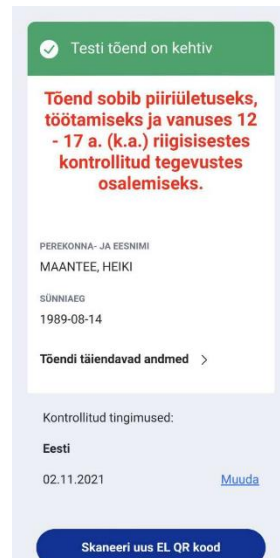 Testi tõend on kehtiv
Tõend sobib piiriületuseks,
töötamiseks ja vanuses 12
- 17 a. (k.a.) riigisisestes
kontrollitud tegevustes
osalemiseks.
PEREKONNA- JA EESNIMI
MAANTEE, HEIKI
SÜNNIAEG
1989-08-14
Tõendi täiendavad andmed >
Kontrollitud tingimused:
Eesti
02.11.2021 Muuda
Skaneeri uus EL QR kood